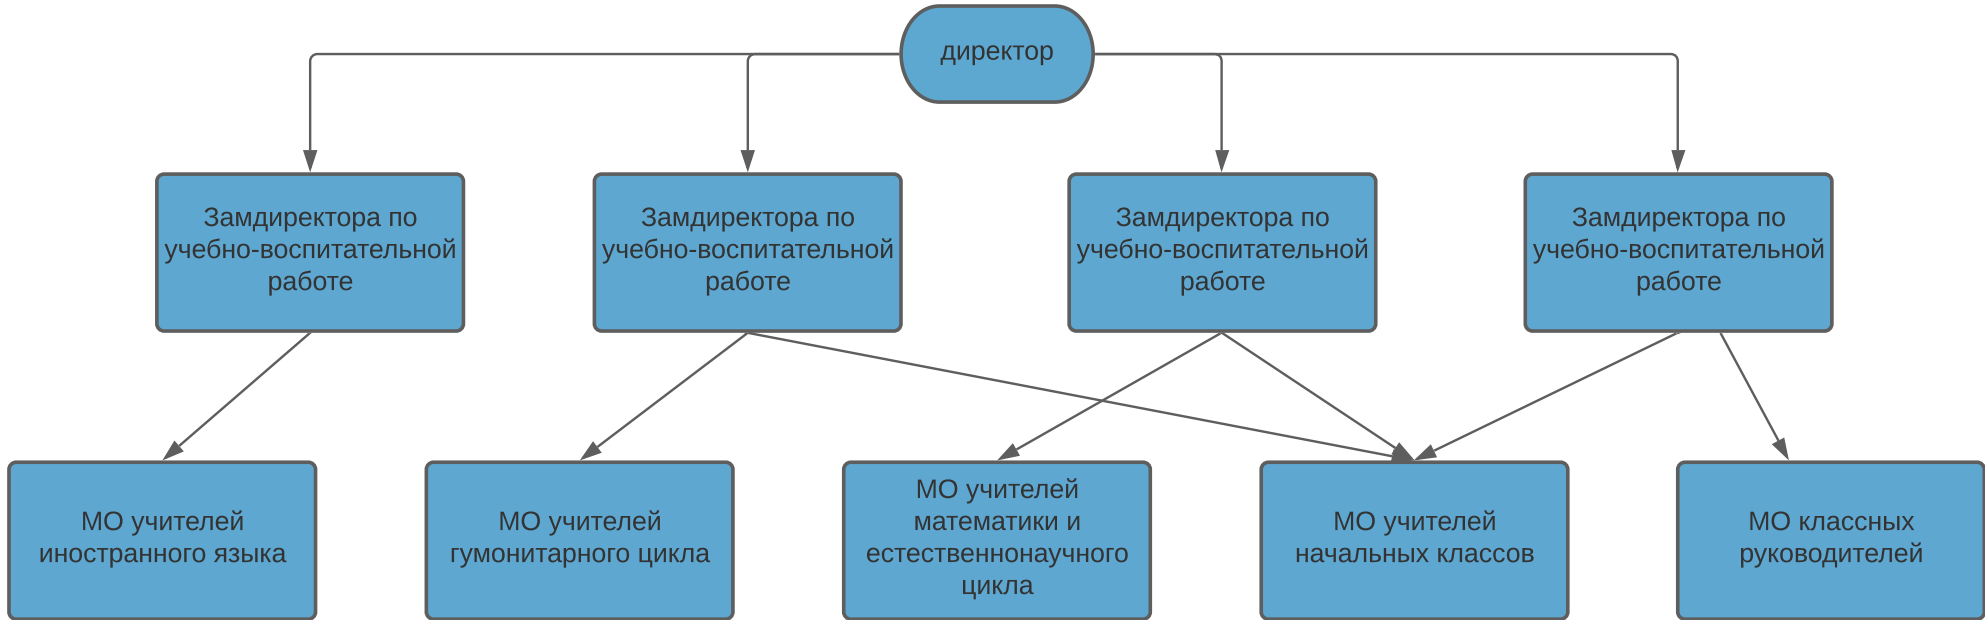 директор
Замдиректора по
учебно-воспитательной
работе
Замдиректора по
учебно-воспитательной
работе
Замдиректора по
учебно-воспитательной
работе
Замдиректора по
учебно-воспитательной
работе
МО учителей
иностранного языка
МО учителей
гумонитарного цикла
МО учителей
математики и
естественнонаучного
цикла
МО учителей
начальных классов
МО классных
руководителей